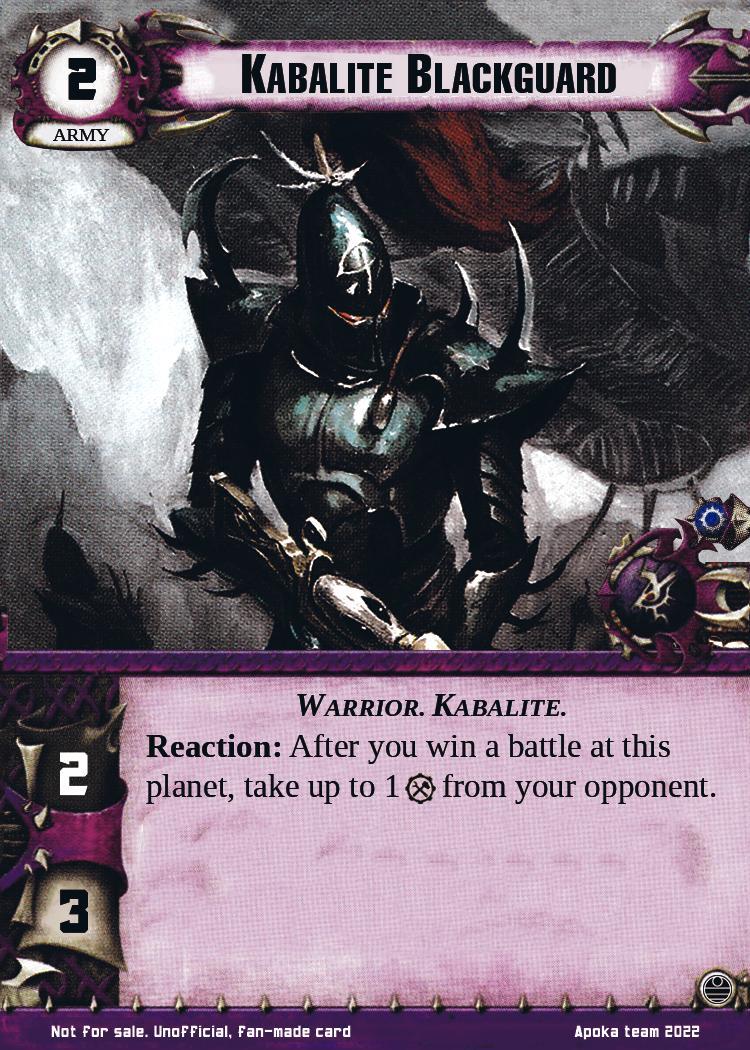 2
KABALITE BLACKGUARD
ARMY
WARRIOR. KABALITE.
Reaction: After you win a battle at this
planet, take up to 1 from your opponent.
2
3
Not for sale. Unofficial, fan-made card
Apoka team 2022